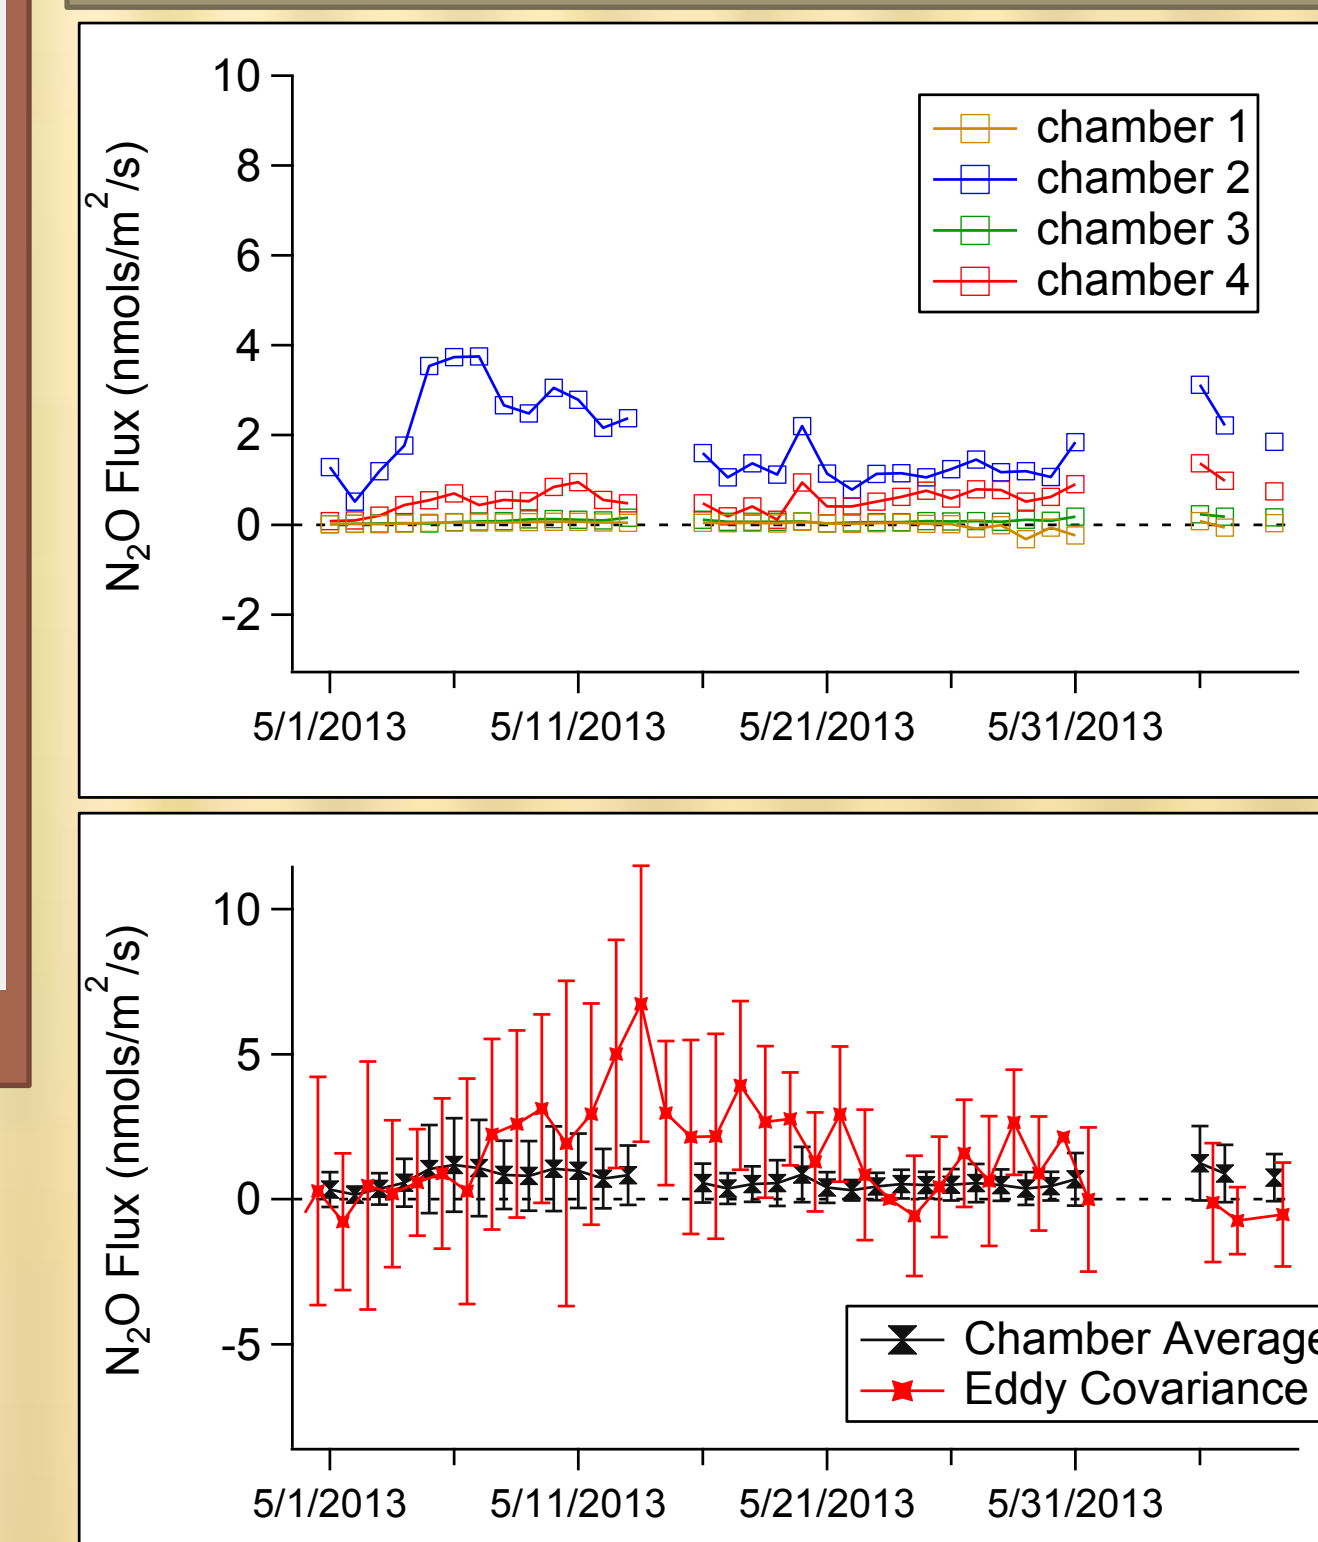 10
8
6
4
2
0
-2
N₂O Flux (nmols/m²/s)
chamber 1
chamber 2
chamber 3
chamber 4
5/1/2013 5/11/2013 5/21/2013 5/31/2013
10
5
0
-5
N₂O Flux (nmols/m²/s)
Chamber Average
Eddy Covariance
5/1/2013 5/11/2013 5/21/2013 5/31/2013